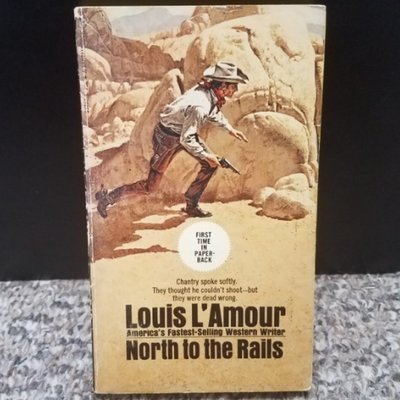 FIRST
TIME IN
PAPER-
BACK
Chantry spoke softly.
They thought he couldn't shoot—but
they were dead wrong.
Louis L'Amour
America's Fastest-Selling Western Writer
North to the Rails